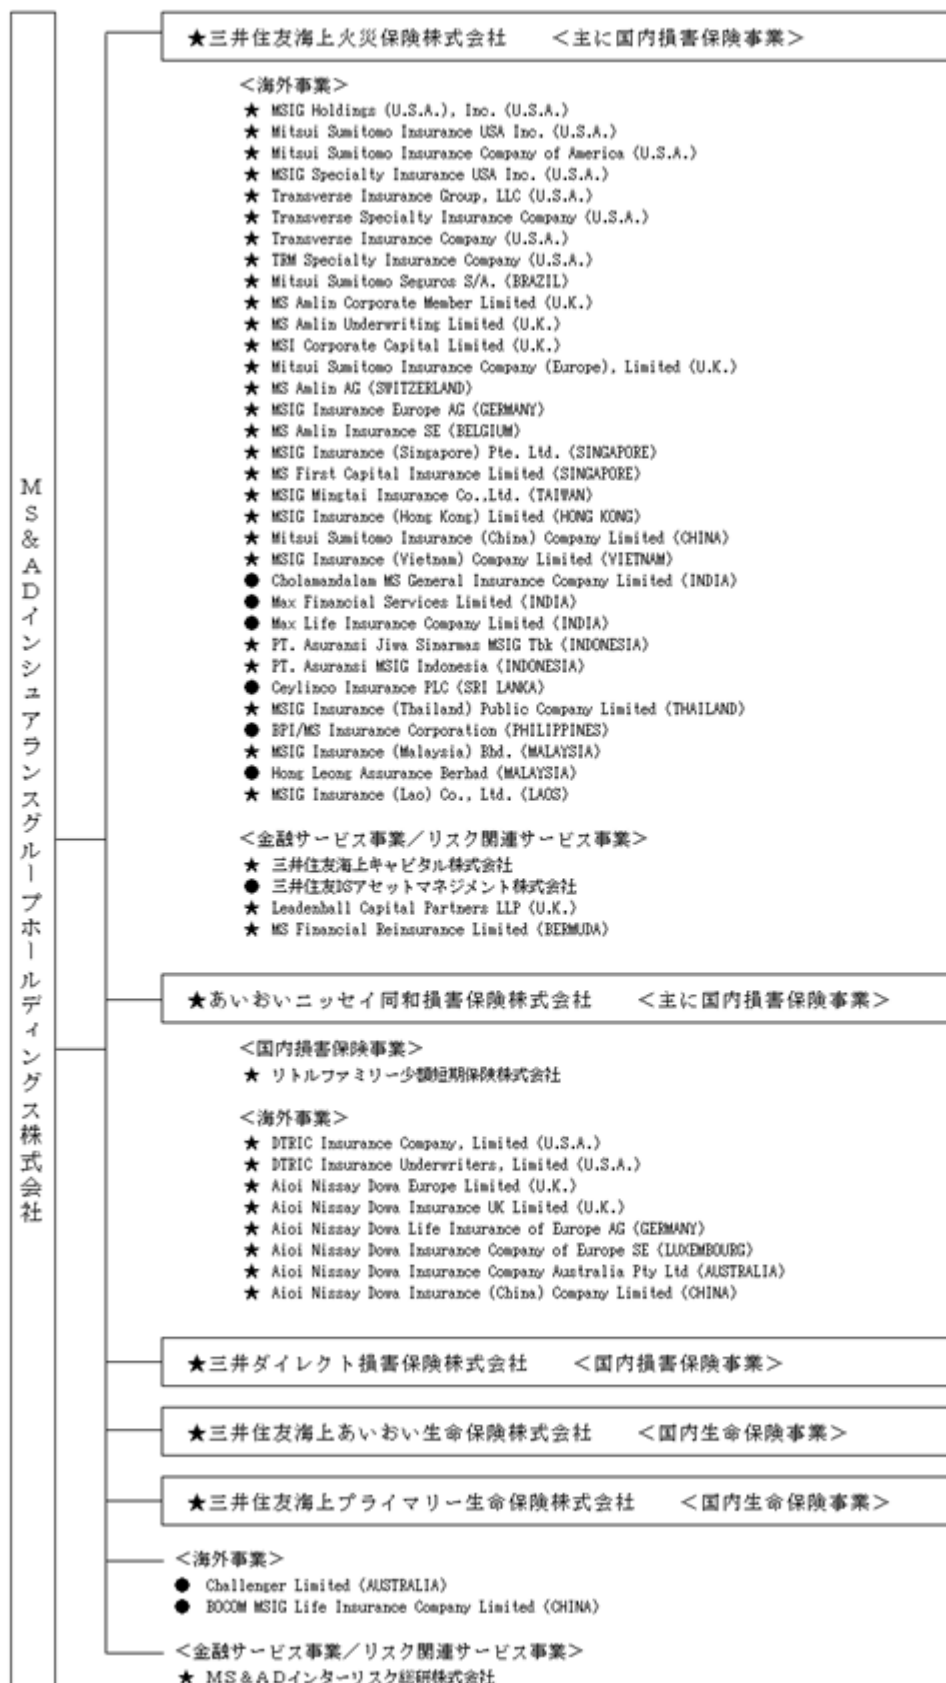 MS&ADインシュアランスグループホールディングス株式会社
★三井住友海上火災保険株式会社 <主に国内損害保険事業>
<海外事業>
★ MSIG Holdings (U.S.A.), Inc. (U.S.A.)
★ Mitsui Sumitomo Insurance USA Inc. (U.S.A.)
★ Mitsui Sumitomo Insurance Company of America (U.S.A.)
★ MSIG Specialty Insurance USA Inc. (U.S.A.)
★ Transverse Insurance Group, LLC (U.S.A.)
★ Transverse Specialty Insurance Company (U.S.A.)
★ Transverse Insurance Company (U.S.A.)
★ TRM Specialty Insurance Company (U.S.A.)
★ Mitsui Sumitomo Seguros S/A. (BRAZIL)
★ MS Amlin Corporate Member Limited (U.K.)
★ MS Amlin Underwriting Limited (U.K.)
★ MSI Corporate Capital Limited (U.K.)
★ Mitsui Sumitomo Insurance Company (Europe), Limited (U.K.)
★ MS Amlin AG (SWITZERLAND)
★ MSIG Insurance Europe AG (GERMANY)
★ MS Amlin Insurance SE (BELGIUM)
★ MSIG Insurance (Singapore) Pte. Ltd. (SINGAPORE)
★ MS First Capital Insurance Limited (SINGAPORE)
★ MSIG Mingtai Insurance Co.,Ltd. (TAIWAN)
★ MSIG Insurance (Hong Kong) Limited (HONG KONG)
★ Mitsui Sumitomo Insurance (China) Company Limited (CHINA)
★ MSIG Insurance (Vietnam) Company Limited (VIETNAM)
● Cholamandalam MS General Insurance Company Limited (INDIA)
● Max Financial Services Limited (INDIA)
● Max Life Insurance Company Limited (INDIA)
★ PT. Asuransi Jiwa Sinarmas MSIG Tbk (INDONESIA)
★ PT. Asuransi MSIG Indonesia (INDONESIA)
● Ceylinco Insurance PLC (SRI LANKA)
★ MSIG Insurance (Thailand) Public Company Limited (THAILAND)
● BPI/MS Insurance Corporation (PHILIPPINES)
★ MSIG Insurance (Malaysia) Bhd. (MALAYSIA)
● Hong Leong Assurance Berhad (MALAYSIA)
★ MSIG Insurance (Lao) Co., Ltd. (LAOS)
<金融サービス事業/リスク関連サービス事業>
★ 三井住友海上キャピタル株式会社
● 三井住友DSアセットマネジメント株式会社
★ Leadenhall Capital Partners LLP (U.K.)
★ MS Financial Reinsurance Limited (BERMUDA)
★あいおいニッセイ同和損害保険株式会社 <主に国内損害保険事業>
<国内損害保険事業>
★ リトルファミリー少額短期保険株式会社
<海外事業>
★ DTRIC Insurance Company, Limited (U.S.A.)
★ DTRIC Insurance Underwriters, Limited (U.S.A.)
★ Aioi Nissay Dowa Europe Limited (U.K.)
★ Aioi Nissay Dowa Insurance UK Limited (U.K.)
★ Aioi Nissay Dowa Life Insurance of Europe AG (GERMANY)
★ Aioi Nissay Dowa Insurance Company of Europe SE (LUXEMBOURG)
★ Aioi Nissay Dowa Insurance Company Australia Pty Ltd (AUSTRALIA)
★ Aioi Nissay Dowa Insurance (China) Company Limited (CHINA)
★三井ダイレクト損害保険株式会社 <国内損害保険事業>
★三井住友海上あいおい生命保険株式会社 <国内生命保険事業>
★三井住友海上プライマリー生命保険株式会社 <国内生命保険事業>
<海外事業>
● Challenger Limited (AUSTRALIA)
● BOCOM MSIG Life Insurance Company Limited (CHINA)
<金融サービス事業/リスク関連サービス事業>
★ MS&ADインターリスク総研株式会社